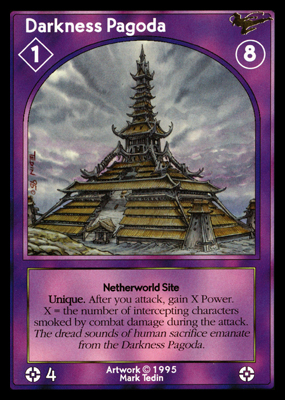 Darkness Pagoda
1
8
Netherworld Site
Unique. After you attack, gain X Power.
X = the number of intercepting characters
smoked by combat damage during the attack.
The dread sounds of human sacrifice emanate
from the Darkness Pagoda.
4
Artwork © 1995
Mark Tedin